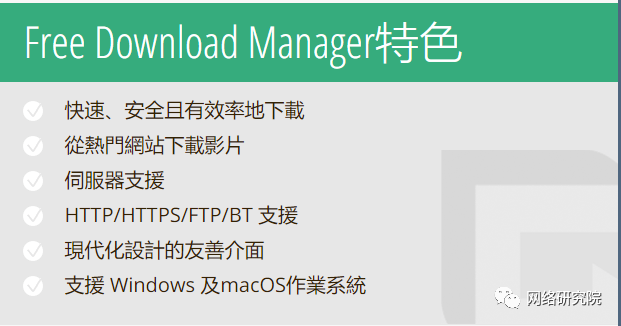 Free Download Manager特色
快速、安全且有效率地下載
從熱門網站下載影片
伺服器支援
HTTP/HTTPS/FTP/BT 支援
現代化設計的友善介面
支援 Windows 及macOS作業系統
网络研究院